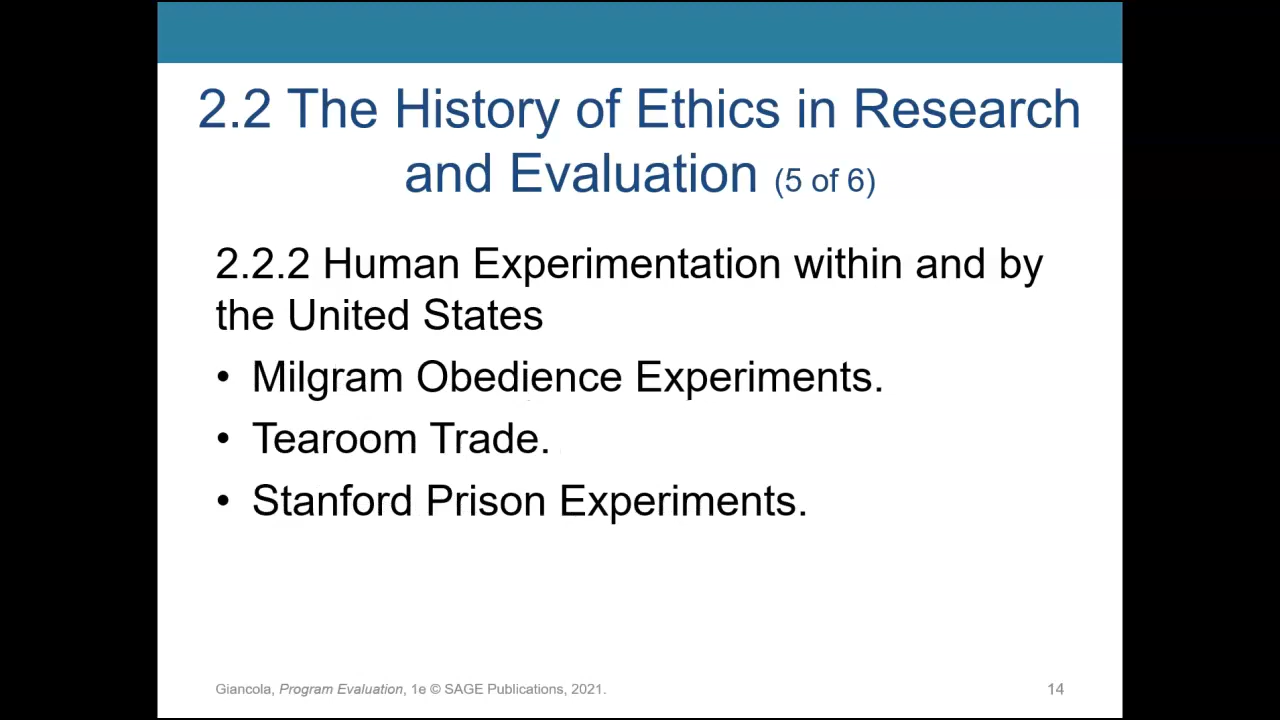 2.2 The History of Ethics in Research
and Evaluation (5 of 6)
2.2.2 Human Experimentation within and by
the United States
• Milgram Obedience Experiments.
• Tearoom Trade.
• Stanford Prison Experiments.
Giancola, Program Evaluation, 1e © SAGE Publications, 2021.
14